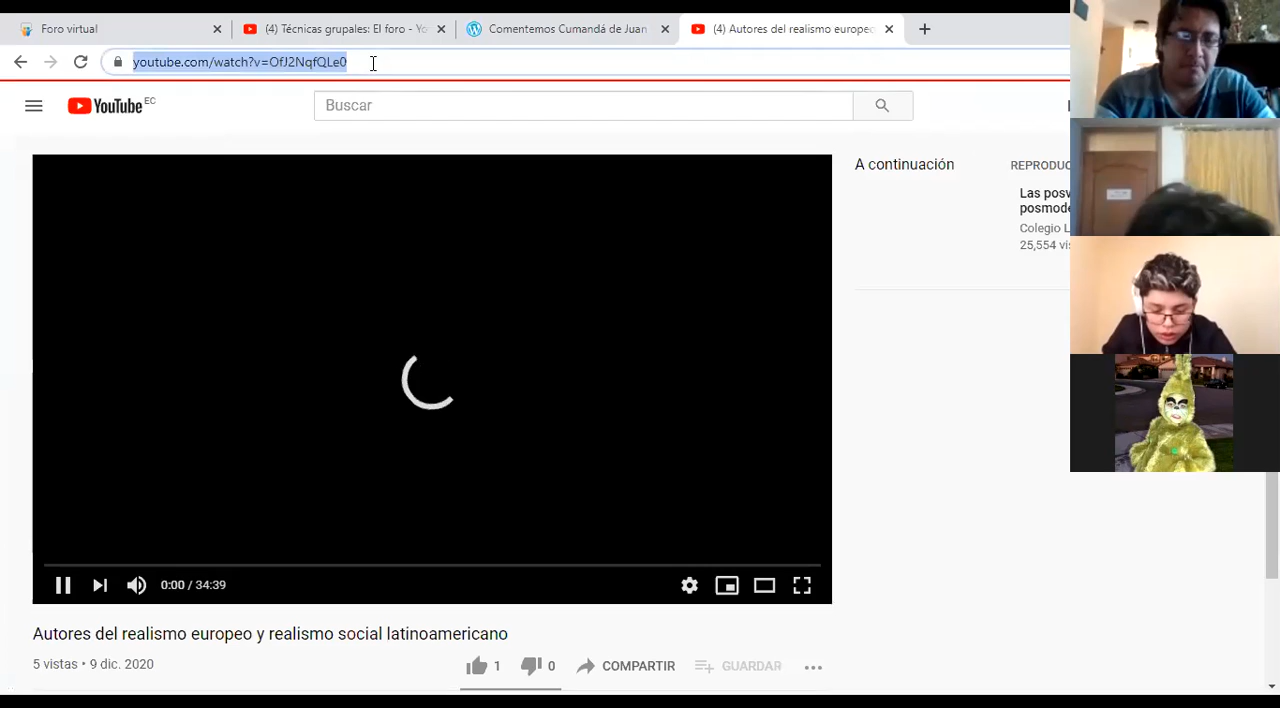 Foro virtual
(4) Técnicas grupales: El foro - Yo
Comentemos Cumandá de Juan
(4) Autores del realismo europeo
youtube.com/watch?v=OfJ2NqfQLe0
YouTube EC
Buscar
A continuación
REPRODUC
Las posv
posmode
Colegio L
25,554 vis
0:00 / 34:39
Autores del realismo europeo y realismo social latinoamericano
5 vistas • 9 dic. 2020
1
0
COMPARTIR
GUARDAR